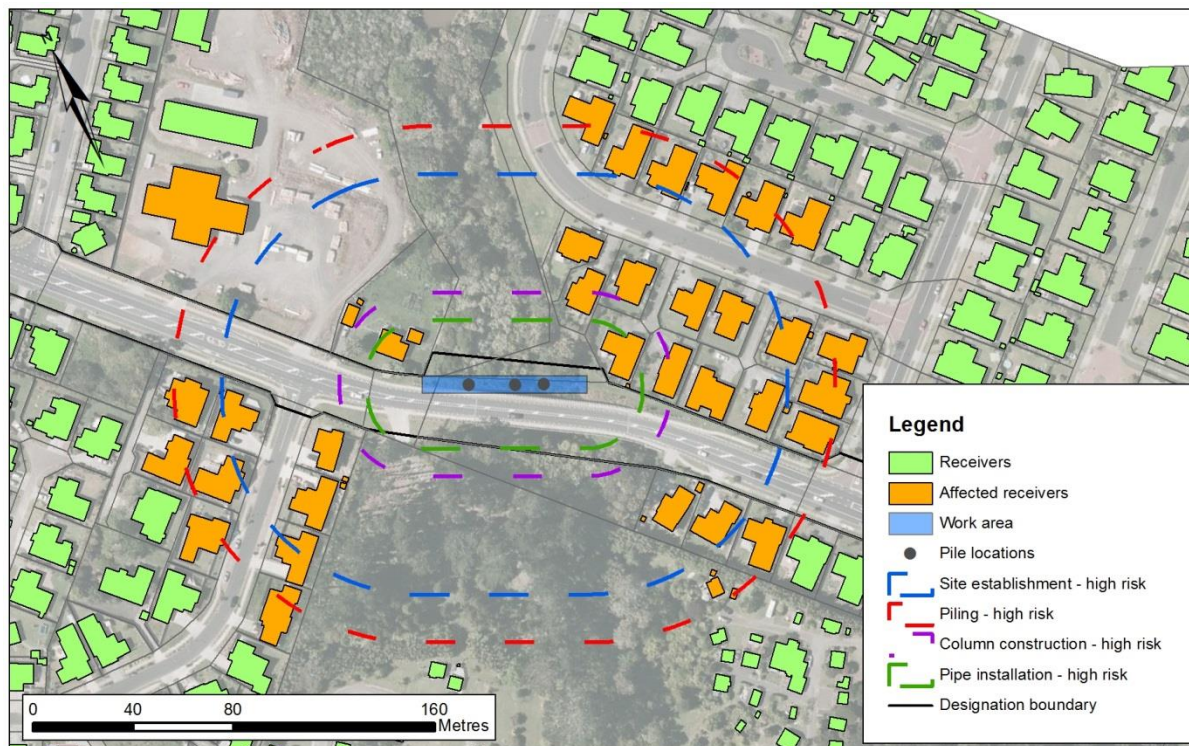 Legend
Receivers
Affected receivers
Work area
Pile locations
Site establishment - high risk
Piling - high risk
Column construction - high risk
Pipe installation - high risk
Designation boundary
0 40 80 160
Metres